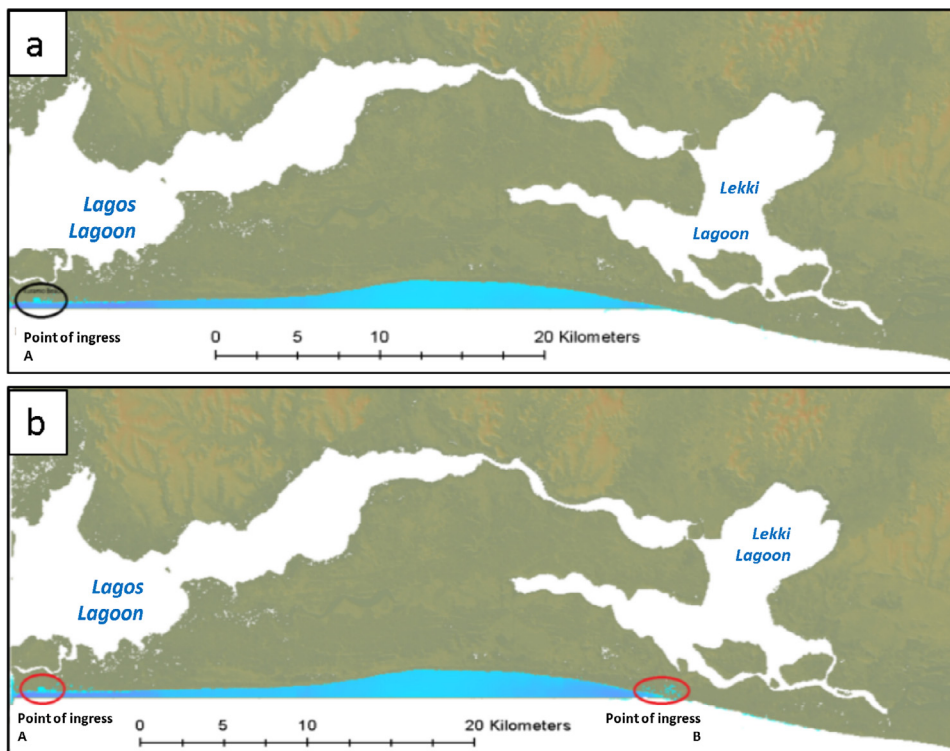 a
Lagos
Lagoon
Lekki
Lagoon
Point of ingress
A
0 5 10 20 Kilometers
b
Lekki
Lagoon
Lagos
Lagoon
Point of ingress
A
0 5 10 20 Kilometers
Point of ingress
B